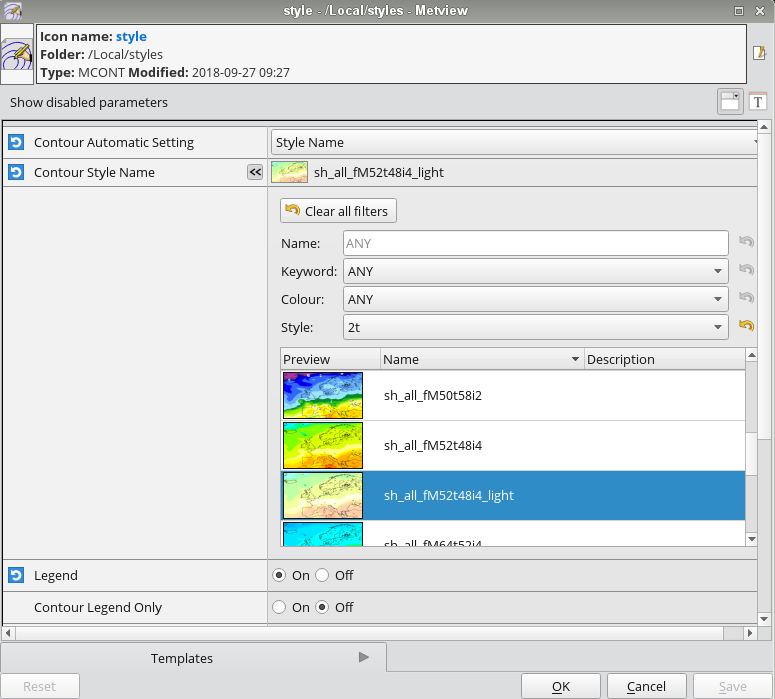 style - /Local/styles - Metview
Icon name: style
Folder: /Local/styles
Type: MCONT Modified: 2018-09-27 09:27
Show disabled parameters
T
Contour Automatic Setting
Style Name
Contour Style Name
<<
sh_all_fM52t48i4_light
Clear all filters
Name: ANY
Keyword: ANY
Colour: ANY
Style: 2t
Preview Name Description
sh_all_fM50t58i2
sh_all_fM52t48i4
sh_all_fM52t48i4_light
sh_all_fM64t52i4
Legend On Off
Contour Legend Only On Off
Templates
Reset OK Cancel Save